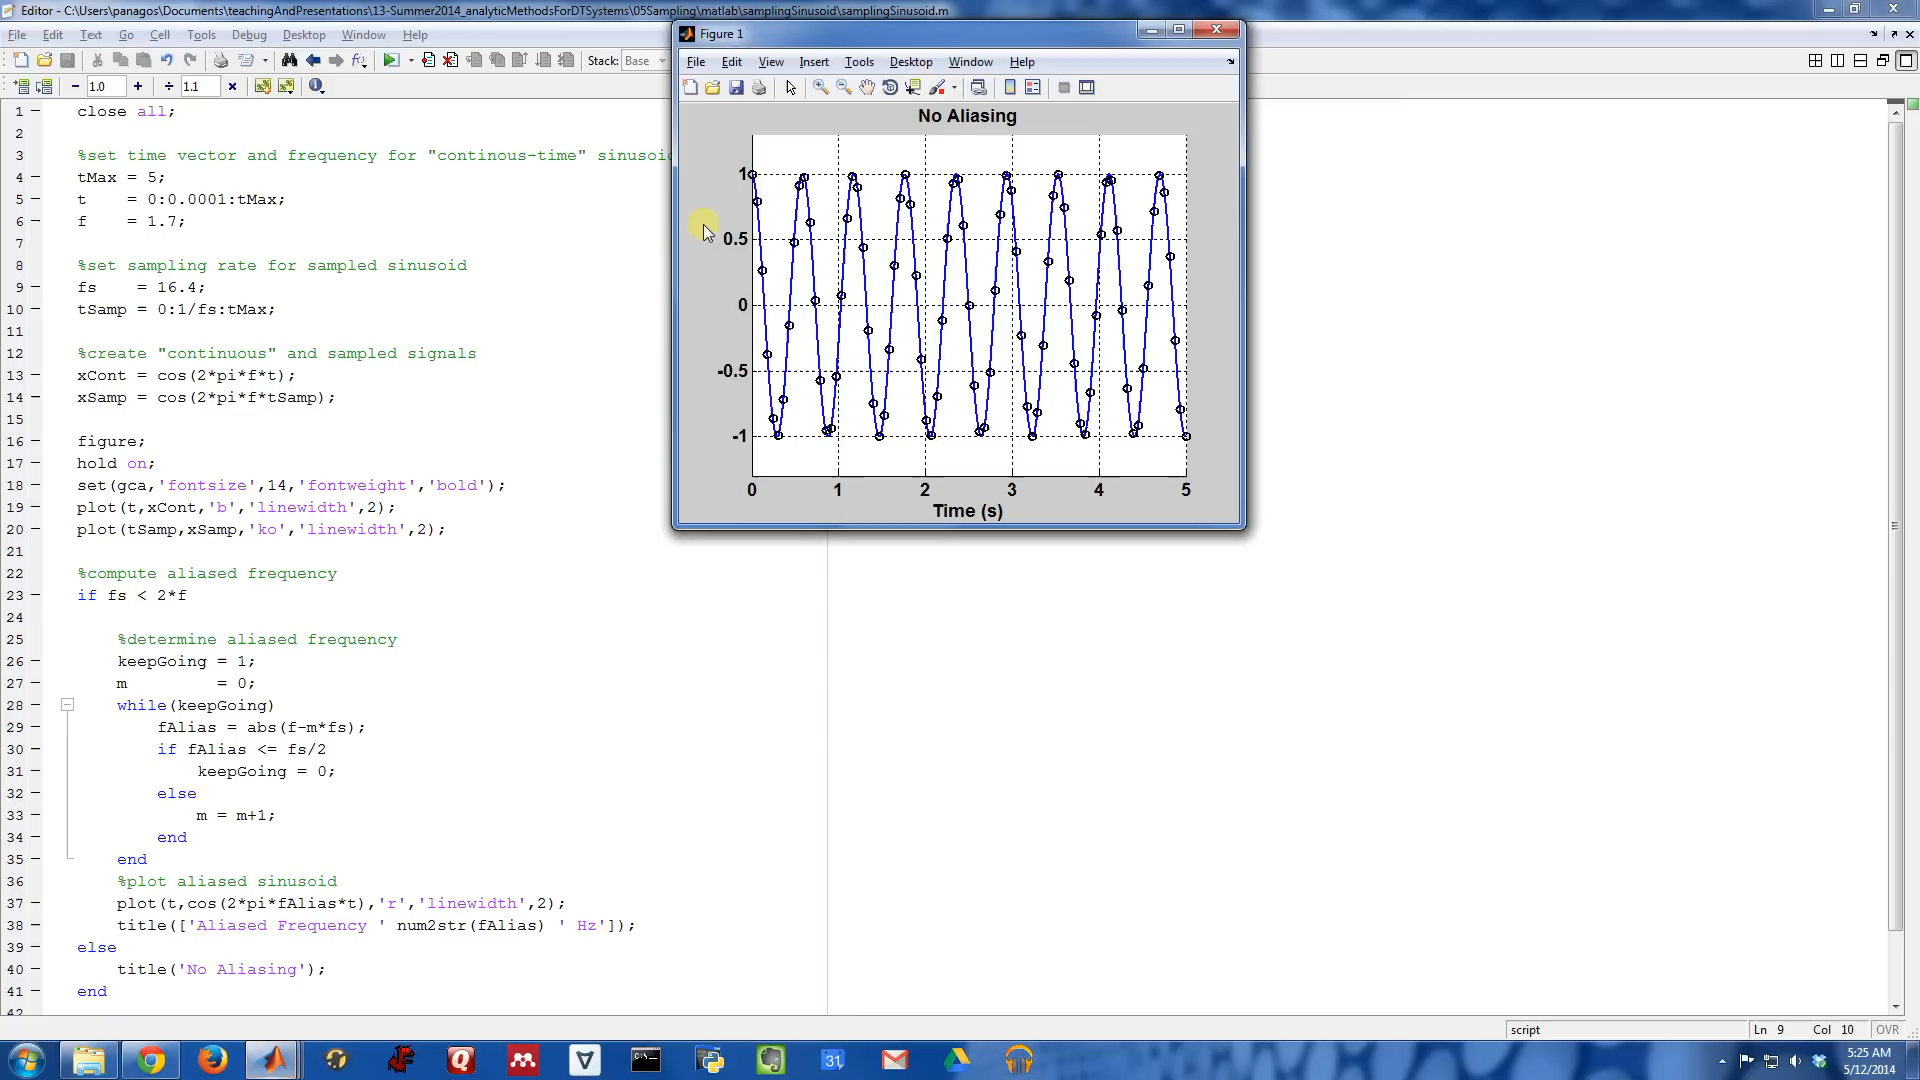 Editor - C:\Users\panagos\Documents\teachingAndPresentations\13-Summer2014_analyticMethodsForDTSystems\05Sampling\matlab\samplingSinusoid\samplingSinusoid.m
File Edit Text Go Cell Tools Debug Desktop Window Help
Stack: Base
- 1.0 + ÷ 1.1 ×
1 close all;
2
3 %set time vector and frequency for "continous-time" sinusoid
4 tMax = 5;
5 t = 0:0.0001:tMax;
6 f = 1.7;
7
8 %set sampling rate for sampled sinusoid
9 fs = 16.4;
10 tSamp = 0:1/fs:tMax;
11
12 %create "continuous" and sampled signals
13 xCont = cos(2*pi*f*t);
14 xSamp = cos(2*pi*f*tSamp);
15
16 figure;
17 hold on;
18 set(gca,'fontsize',14,'fontweight','bold');
19 plot(t,xCont,'b','linewidth',2);
20 plot(tSamp,xSamp,'ko','linewidth',2);
21
22 %compute aliased frequency
23 if fs < 2*f
24
25 %determine aliased frequency
26 keepGoing = 1;
27 m = 0;
28 while(keepGoing)
29 fAlias = abs(f-m*fs);
30 if fAlias <= fs/2
31 keepGoing = 0;
32 else
33 m = m+1;
34 end
35 end
36 %plot aliased sinusoid
37 plot(t,cos(2*pi*fAlias*t),'r','linewidth',2);
38 title(['Aliased Frequency ' num2str(fAlias) ' Hz']);
39 else
40 title('No Aliasing');
41 end
42
Figure 1
File Edit View Insert Tools Desktop Window Help
No Aliasing
1
0.5
0
-0.5
-1
0 1 2 3 4 5
Time (s)
script Ln 9 Col 10 OVR
31
5:25 AM
5/12/2014